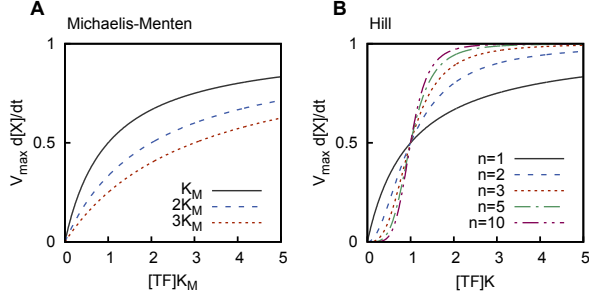 A
Michaelis-Menten
1
0.5
0
V_max d[X]/dt
K_M
2K_M
3K_M
0 1 2 3 4 5
[TF]K_M
B
Hill
1
0.5
0
V_max d[X]/dt
n=1
n=2
n=3
n=5
n=10
0 1 2 3 4 5
[TF]K